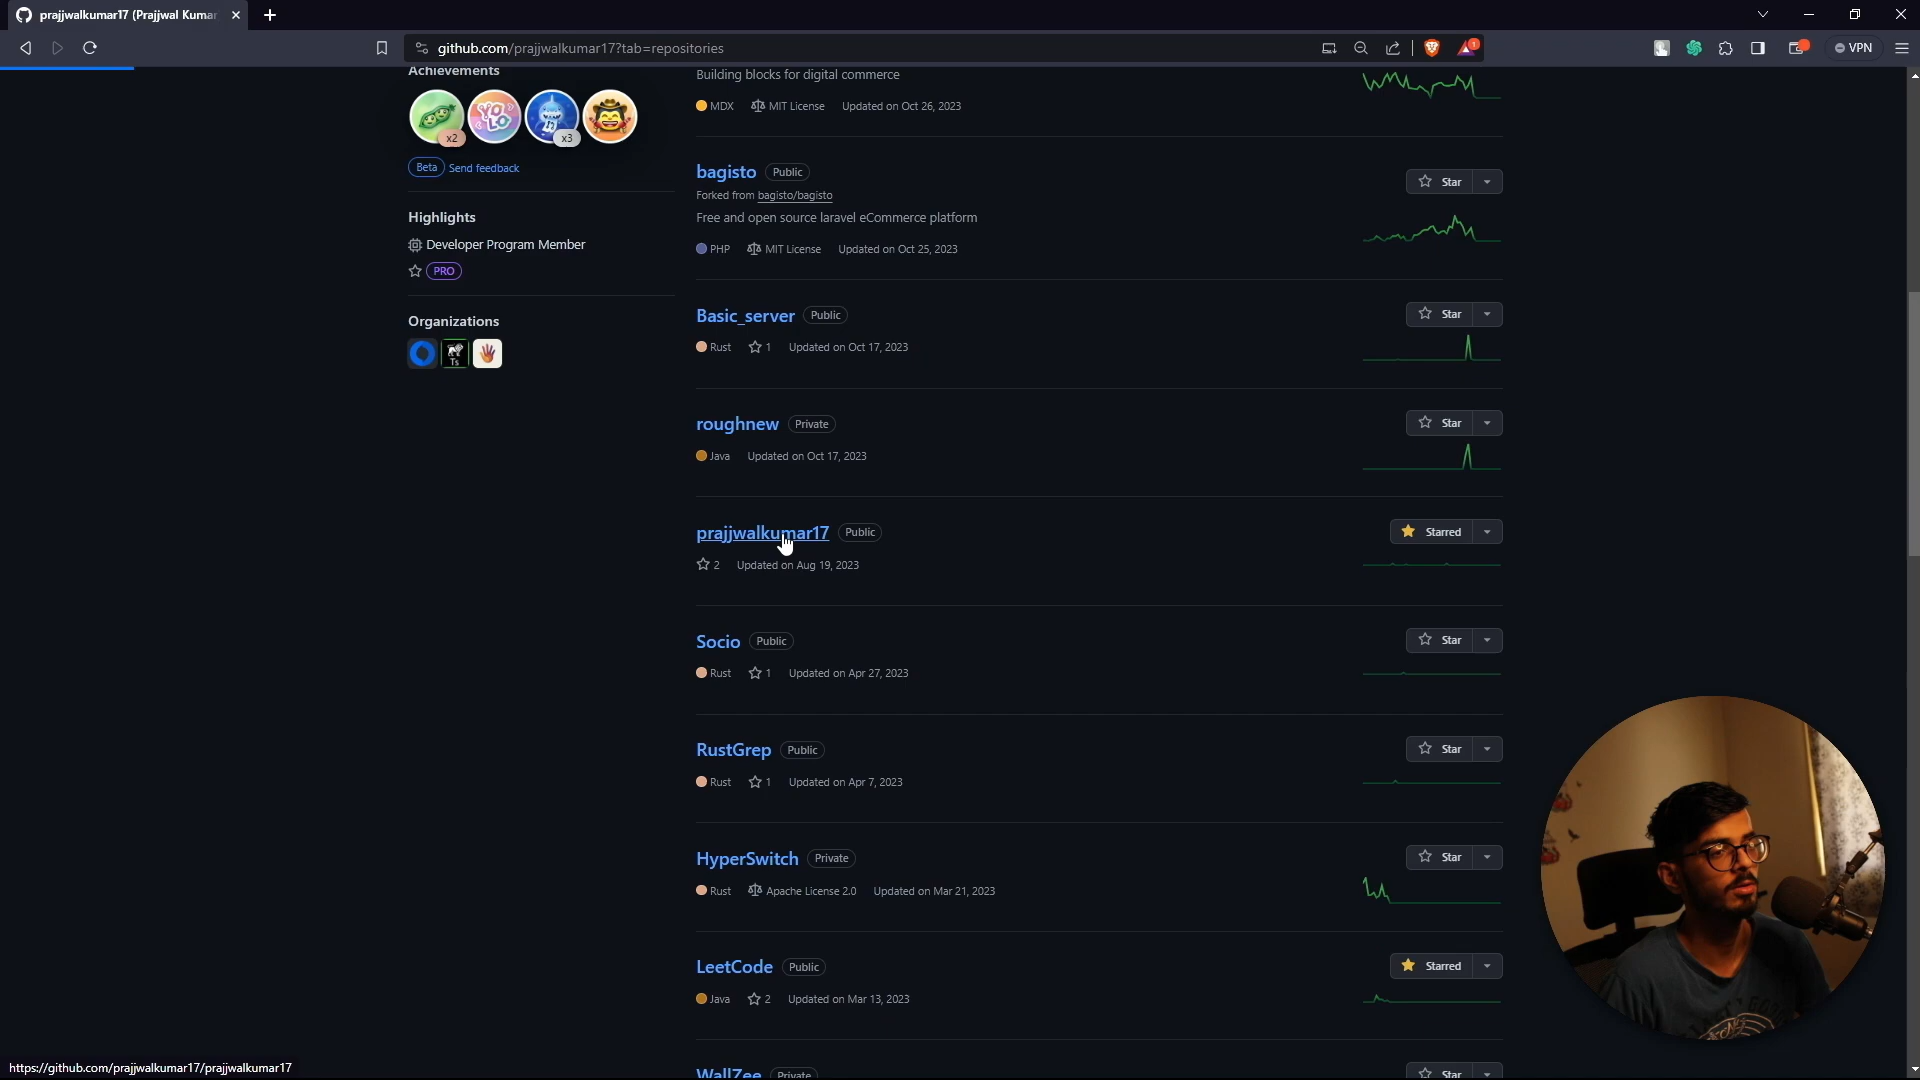 prajjwalkumar17 (Prajjwal Kumar
github.com/prajjwalkumar17?tab=repositories
1
VPN
Achievements
x2
YOLO
x3
Beta Send feedback
Highlights
Developer Program Member
PRO
Organizations
Ts
Building blocks for digital commerce
MDX MIT License Updated on Oct 26, 2023
bagisto Public
Star
Forked from bagisto/bagisto
Free and open source laravel eCommerce platform
PHP MIT License Updated on Oct 25, 2023
Basic_server Public
Star
Rust 1 Updated on Oct 17, 2023
roughnew Private
Star
Java Updated on Oct 17, 2023
prajjwalkumar17 Public
Starred
2 Updated on Aug 19, 2023
Socio Public
Star
Rust 1 Updated on Apr 27, 2023
RustGrep Public
Star
Rust 1 Updated on Apr 7, 2023
HyperSwitch Private
Star
Rust Apache License 2.0 Updated on Mar 21, 2023
LeetCode Public
Starred
Java 2 Updated on Mar 13, 2023
WallZee Private
Star
https://github.com/prajjwalkumar17/prajjwalkumar17